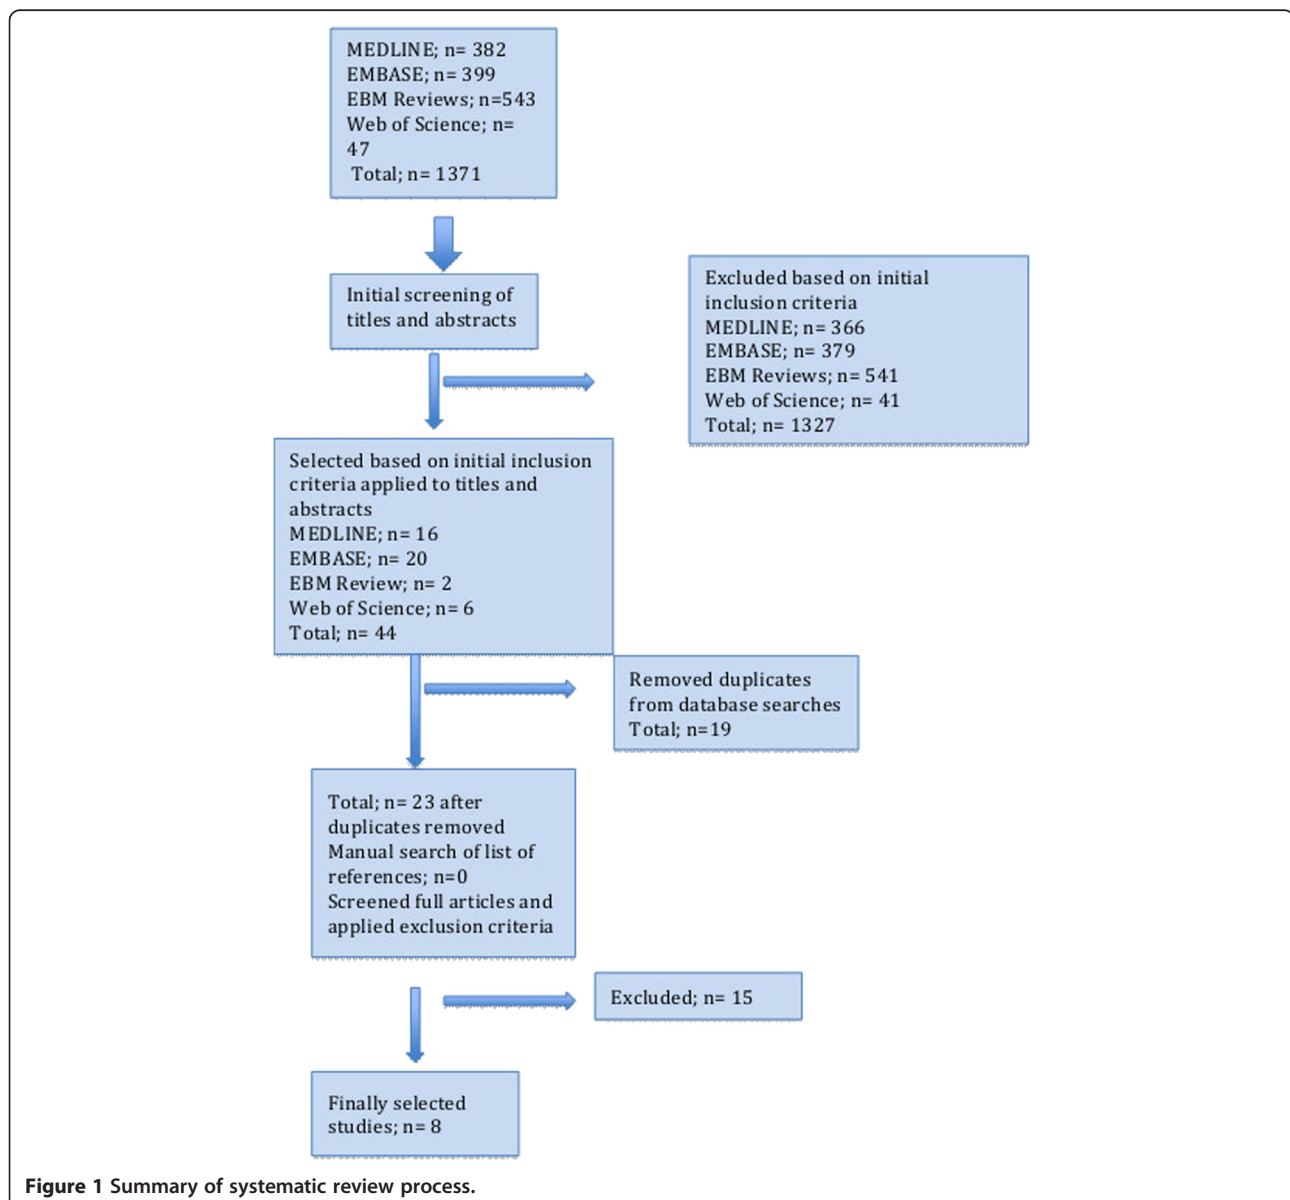 MEDLINE; n= 382
EMBASE; n= 399
EBM Reviews; n=543
Web of Science; n=
47
Total; n= 1371
Initial screening of
titles and abstracts
Excluded based on initial
inclusion criteria
MEDLINE; n= 366
EMBASE; n= 379
EBM Reviews; n= 541
Web of Science; n= 41
Total; n= 1327
Selected based on initial inclusion
criteria applied to titles and
abstracts
MEDLINE; n= 16
EMBASE; n= 20
EBM Review; n= 2
Web of Science; n= 6
Total; n= 44
Removed duplicates
from database searches
Total; n=19
Total; n= 23 after
duplicates removed
Manual search of list of
references; n=0
Screened full articles and
applied exclusion criteria
Excluded; n= 15
Finally selected
studies; n= 8
Figure 1 Summary of systematic review process.